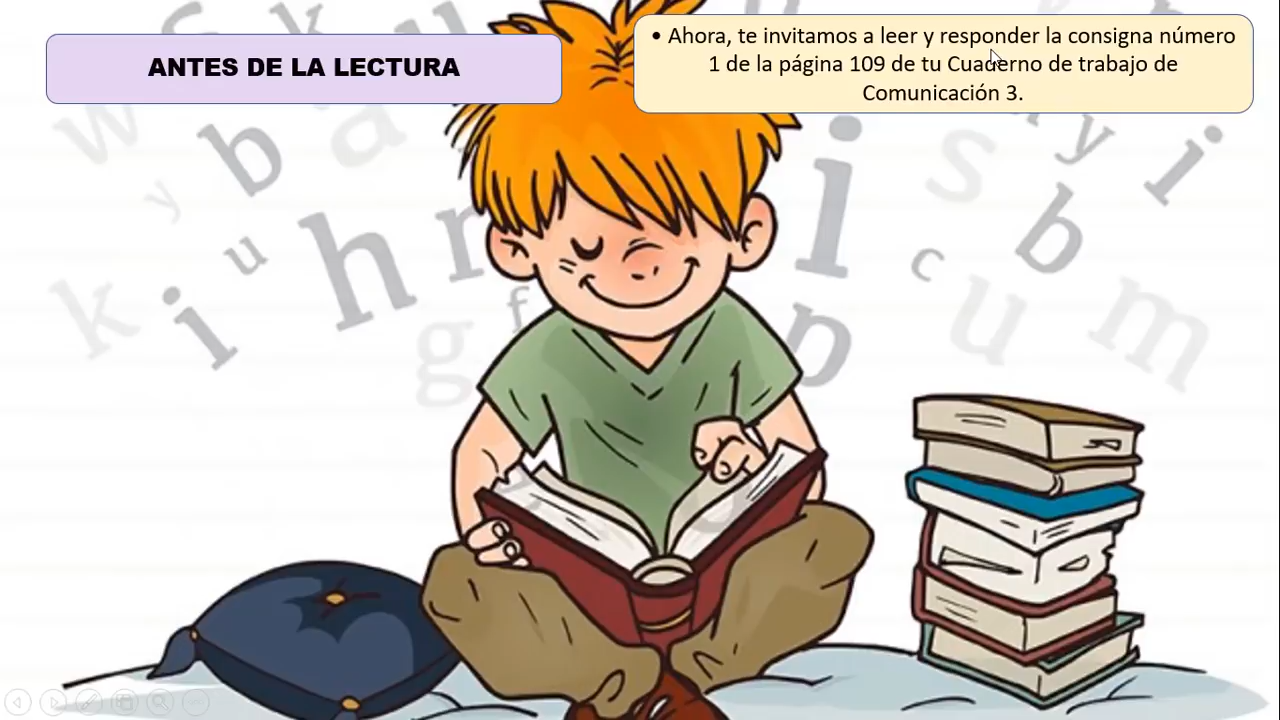 ANTES DE LA LECTURA
• Ahora, te invitamos a leer y responder la consigna número
1 de la página 109 de tu Cuaderno de trabajo de
Comunicación 3.